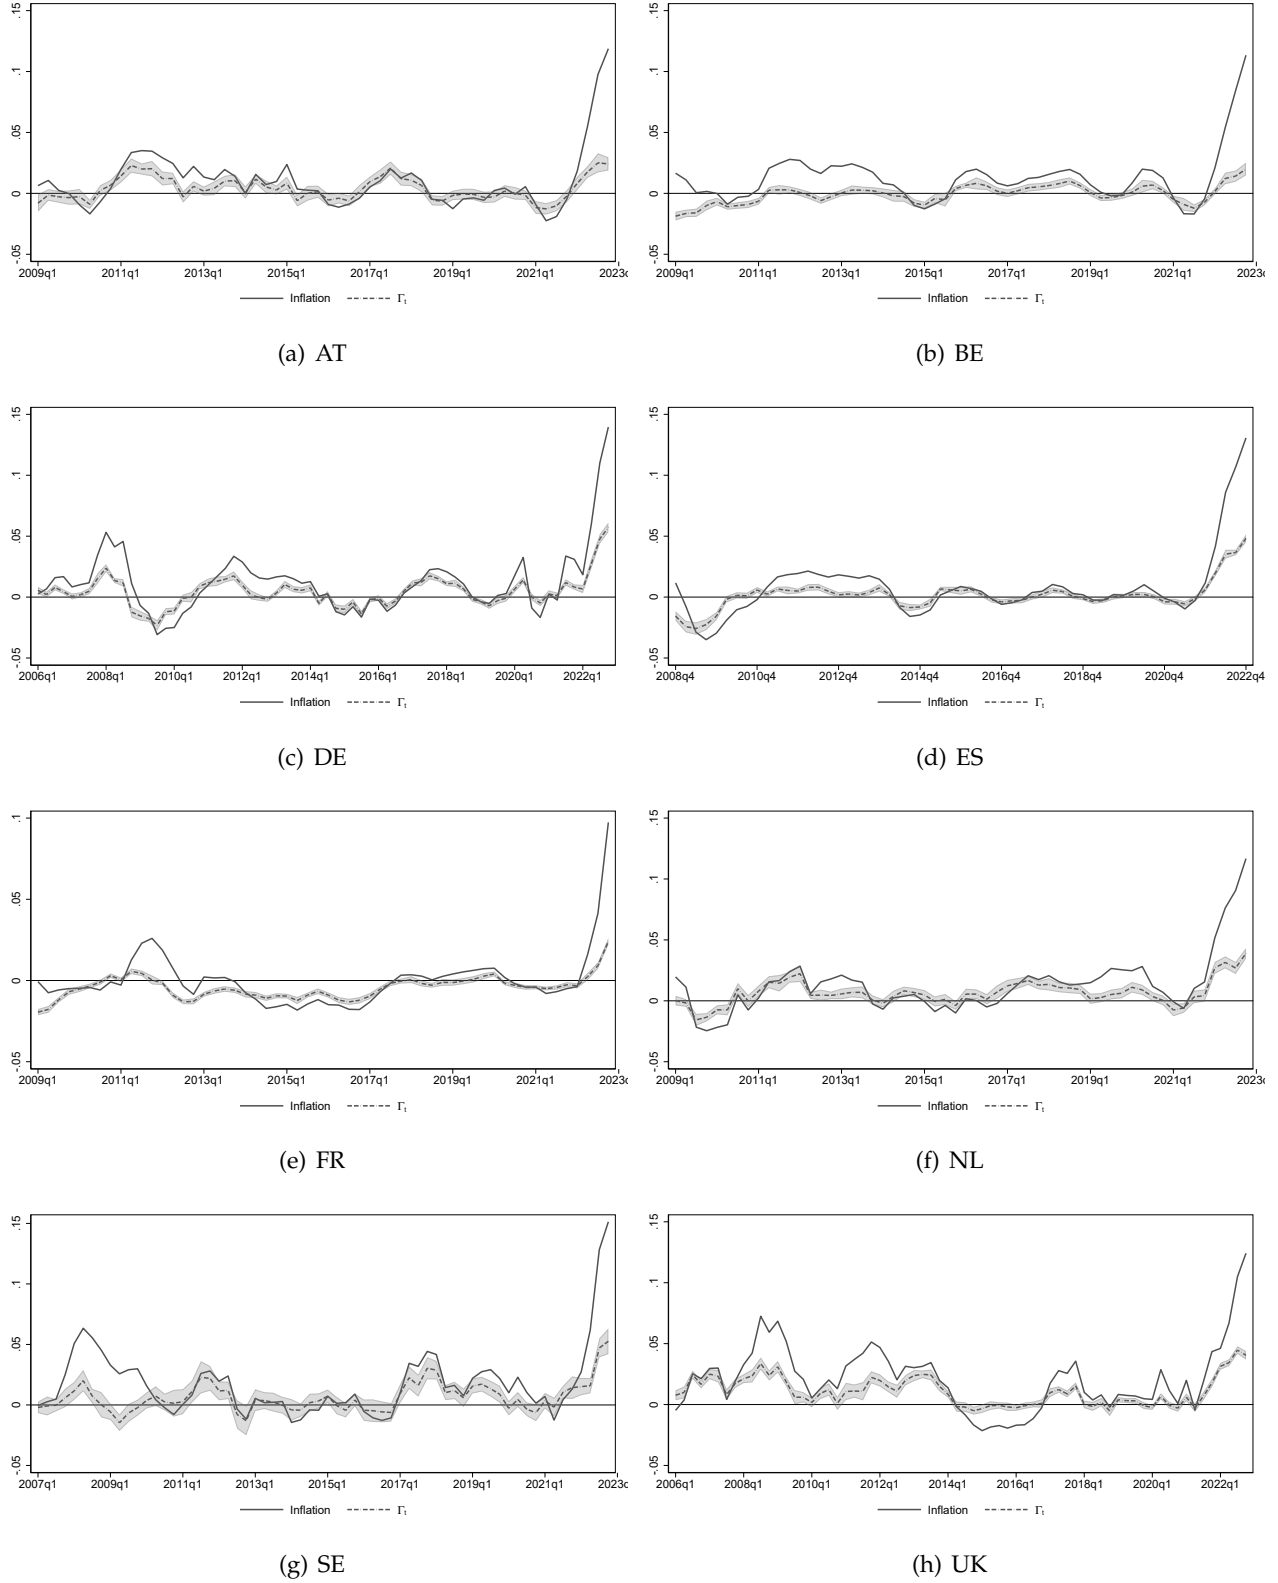 .15 .1 .05 0 -.05
2009q1 2011q1 2013q1 2015q1 2017q1 2019q1 2021q1 2023c
Inflation Γt
(a) AT
.15 .1 .05 0 -.05
2009q1 2011q1 2013q1 2015q1 2017q1 2019q1 2021q1 2023c
Inflation Γt
(b) BE
.15 .1 .05 0 -.05
2006q1 2008q1 2010q1 2012q1 2014q1 2016q1 2018q1 2020q1 2022q1
Inflation Γt
(c) DE
.15 .1 .05 0 -.05
2008q4 2010q4 2012q4 2014q4 2016q4 2018q4 2020q4 2022q4
Inflation Γt
(d) ES
.1 .05 0 -.05
2009q1 2011q1 2013q1 2015q1 2017q1 2019q1 2021q1 2023c
Inflation Γt
(e) FR
.15 .1 .05 0 -.05
2009q1 2011q1 2013q1 2015q1 2017q1 2019q1 2021q1 2023c
Inflation Γt
(f) NL
.15 .1 .05 0 -.05
2007q1 2009q1 2011q1 2013q1 2015q1 2017q1 2019q1 2021q1 2023c
Inflation Γt
(g) SE
.15 .1 .05 0 -.05
2006q1 2008q1 2010q1 2012q1 2014q1 2016q1 2018q1 2020q1 2022q1
Inflation Γt
(h) UK